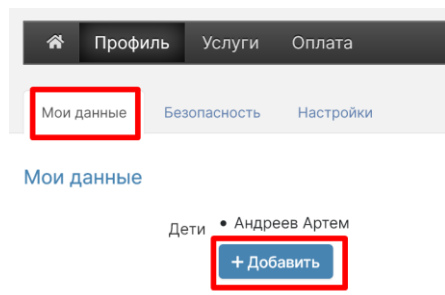 Профиль Услуги Оплата
Мои данные Безопасность Настройки
Мои данные
Дети • Андреев Артем
+ Добавить